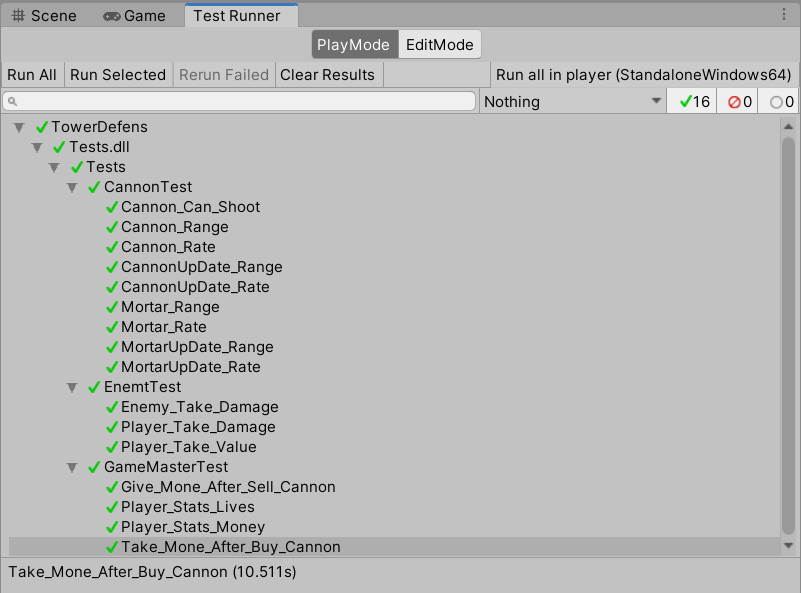 Scene Game Test Runner
PlayMode EditMode
Run All Run Selected Rerun Failed Clear Results Run all in player (StandaloneWindows64)
Nothing 16 0 0
TowerDefens
Tests.dll
Tests
CannonTest
Cannon_Can_Shoot
Cannon_Range
Cannon_Rate
CannonUpDate_Range
CannonUpDate_Rate
Mortar_Range
Mortar_Rate
MortarUpDate_Range
MortarUpDate_Rate
EnemtTest
Enemy_Take_Damage
Player_Take_Damage
Player_Take_Value
GameMasterTest
Give_Mone_After_Sell_Cannon
Player_Stats_Lives
Player_Stats_Money
Take_Mone_After_Buy_Cannon
Take_Mone_After_Buy_Cannon (10.511s)